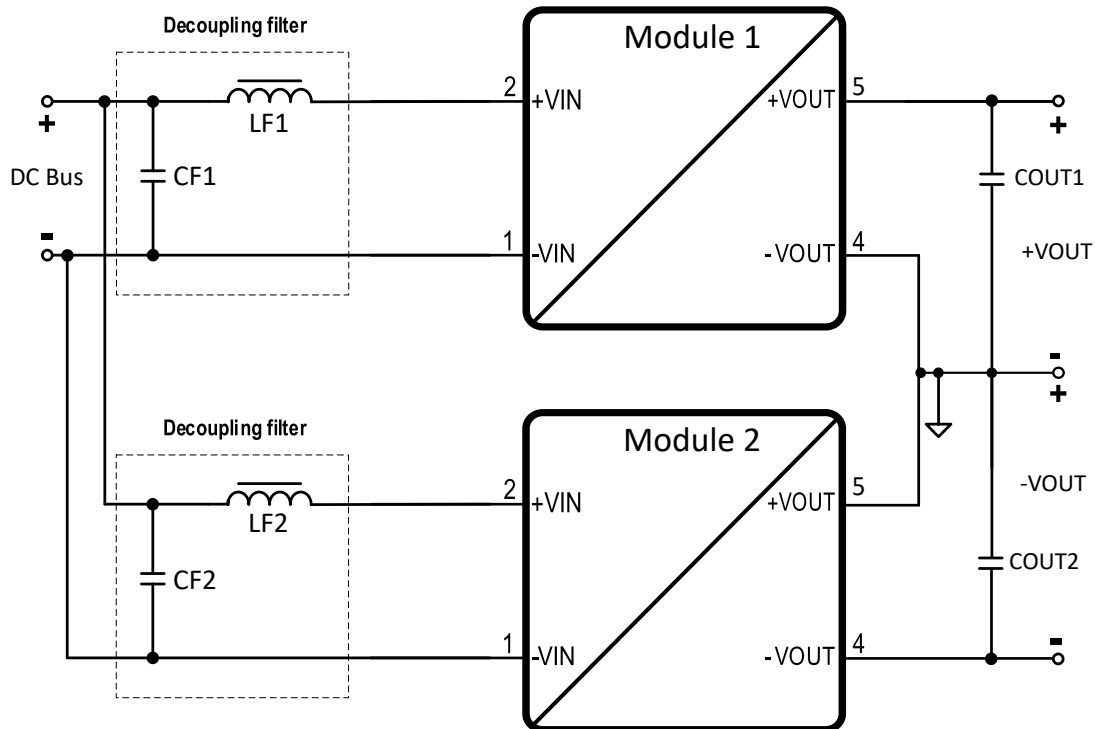 Decoupling filter
Module 1
2
+VIN
+VOUT
5
+
LF1
+
DC Bus
CF1
COUT1
-
1
-VIN
-VOUT
4
+VOUT
-
+
Decoupling filter
Module 2
2
+VIN
+VOUT
5
-VOUT
LF2
CF2
COUT2
1
-VIN
-VOUT
4
-